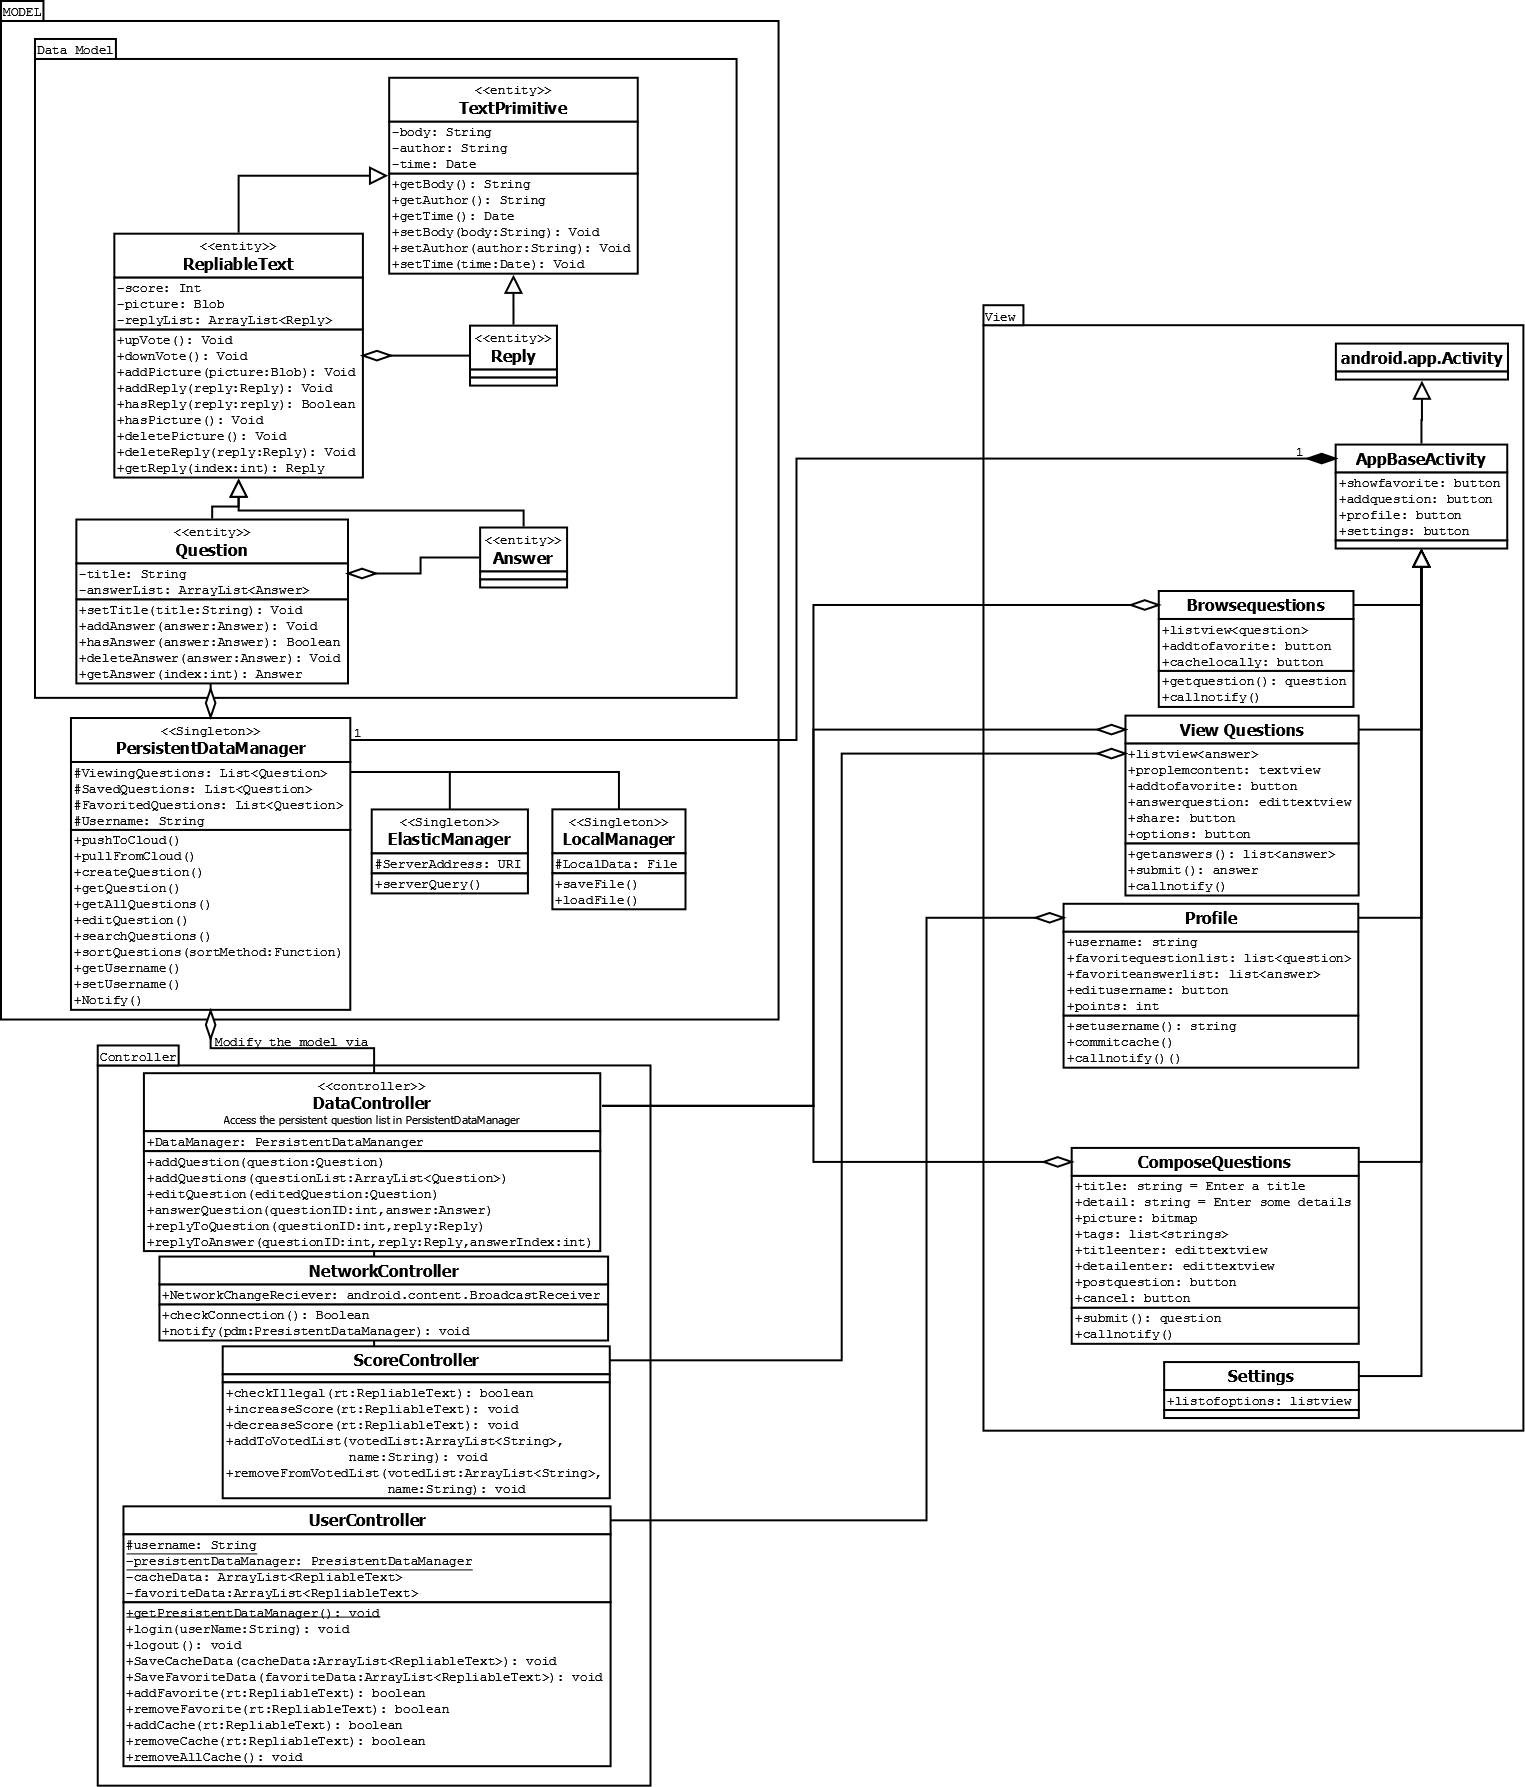 MODEL
Data Model
<<entity>>
TextPrimitive
-body: String
-author: String
-time: Date
+getBody(): String
+getAuthor(): String
+getTime(): Date
+setBody(body:String): Void
+setAuthor(author:String): Void
+setTime(time:Date): Void
<<entity>>
RepliableText
-score: Int
-picture: Blob
-replyList: ArrayList<Reply>
+upVote(): Void
+downVote(): Void
+addPicture(picture:Blob): Void
+addReply(reply:Reply): Void
+hasReply(reply:reply): Boolean
+hasPicture(): Void
+deletePicture(): Void
+deleteReply(reply:Reply): Void
+getReply(index:int): Reply
<<entity>>
Reply
<<entity>>
Question
-title: String
-answerList: ArrayList<Answer>
+setTitle(title:String): Void
+addAnswer(answer:Answer): Void
+hasAnswer(answer:Answer): Boolean
+deleteAnswer(answer:Answer): Void
+getAnswer(index:int): Answer
<<entity>>
Answer
<<Singleton>>
PersistentDataManager
#ViewingQuestions: List<Question>
#SavedQuestions: List<Question>
#FavoritedQuestions: List<Question>
#Username: String
+pushToCloud()
+pullFromCloud()
+createQuestion()
+getQuestion()
+getAllQuestions()
+editQuestion()
+searchQuestions()
+sortQuestions(sortMethod:Function)
+getUsername()
+setUsername()
+Notify()
1
<<Singleton>>
ElasticManager
#ServerAddress: URI
+serverQuery()
<<Singleton>>
LocalManager
#LocalData: File
+saveFile()
+loadFile()
Modify the model via
Controller
<<controller>>
DataController
Access the persistent question list in PersistentDataManager
+DataManager: PersistentDataMananger
+addQuestion(question:Question)
+addQuestions(questionList:ArrayList<Question>)
+editQuestion(editedQuestion:Question)
+answerQuestion(questionID:int,answer:Answer)
+replyToQuestion(questionID:int,reply:Reply)
+replyToAnswer(questionID:int,reply:Reply,answerIndex:int)
NetworkController
+NetworkChangeReciever: android.content.BroadcastReceiver
+checkConnection(): Boolean
+notify(pdm:PresistentDataManager): void
ScoreController
+checkIllegal(rt:RepliableText): boolean
+increaseScore(rt:RepliableText): void
+decreaseScore(rt:RepliableText): void
+addToVotedList(votedList:ArrayList<String>,
name:String): void
+removeFromVotedList(votedList:ArrayList<String>,
name:String): void
UserController
#username: String
-presistentDataManager: PresistentDataManager
-cacheData: ArrayList<RepliableText>
-favoriteData:ArrayList<RepliableText>
+getPresistentDataManager(): void
+login(userName:String): void
+logout(): void
+SaveCacheData(cacheData:ArrayList<RepliableText>): void
+SaveFavoriteData(favoriteData:ArrayList<RepliableText>): void
+addFavorite(rt:RepliableText): boolean
+removeFavorite(rt:RepliableText): boolean
+addCache(rt:RepliableText): boolean
+removeCache(rt:RepliableText): boolean
+removeAllCache(): void
View
android.app.Activity
1
AppBaseActivity
+showfavorite: button
+addquestion: button
+profile: button
+settings: button
Browsequestions
+listview<question>
+addtofavorite: button
+cachelocally: button
+getquestion(): question
+callnotify()
View Questions
+listview<answer>
+proplemcontent: textview
+addtofavorite: button
+answerquestion: edittextview
+share: button
+options: button
+getanswers(): list<answer>
+submit(): answer
+callnotify()
Profile
+username: string
+favoritequestionlist: list<question>
+favoriteanswerlist: list<answer>
+editusername: button
+points: int
+setusername(): string
+commitcache()
+callnotify()()
ComposeQuestions
+title: string = Enter a title
+detail: string = Enter some details
+picture: bitmap
+tags: list<strings>
+titleenter: edittextview
+detailenter: edittextview
+postquestion: button
+cancel: button
+submit(): question
+callnotify()
Settings
+listofoptions: listview